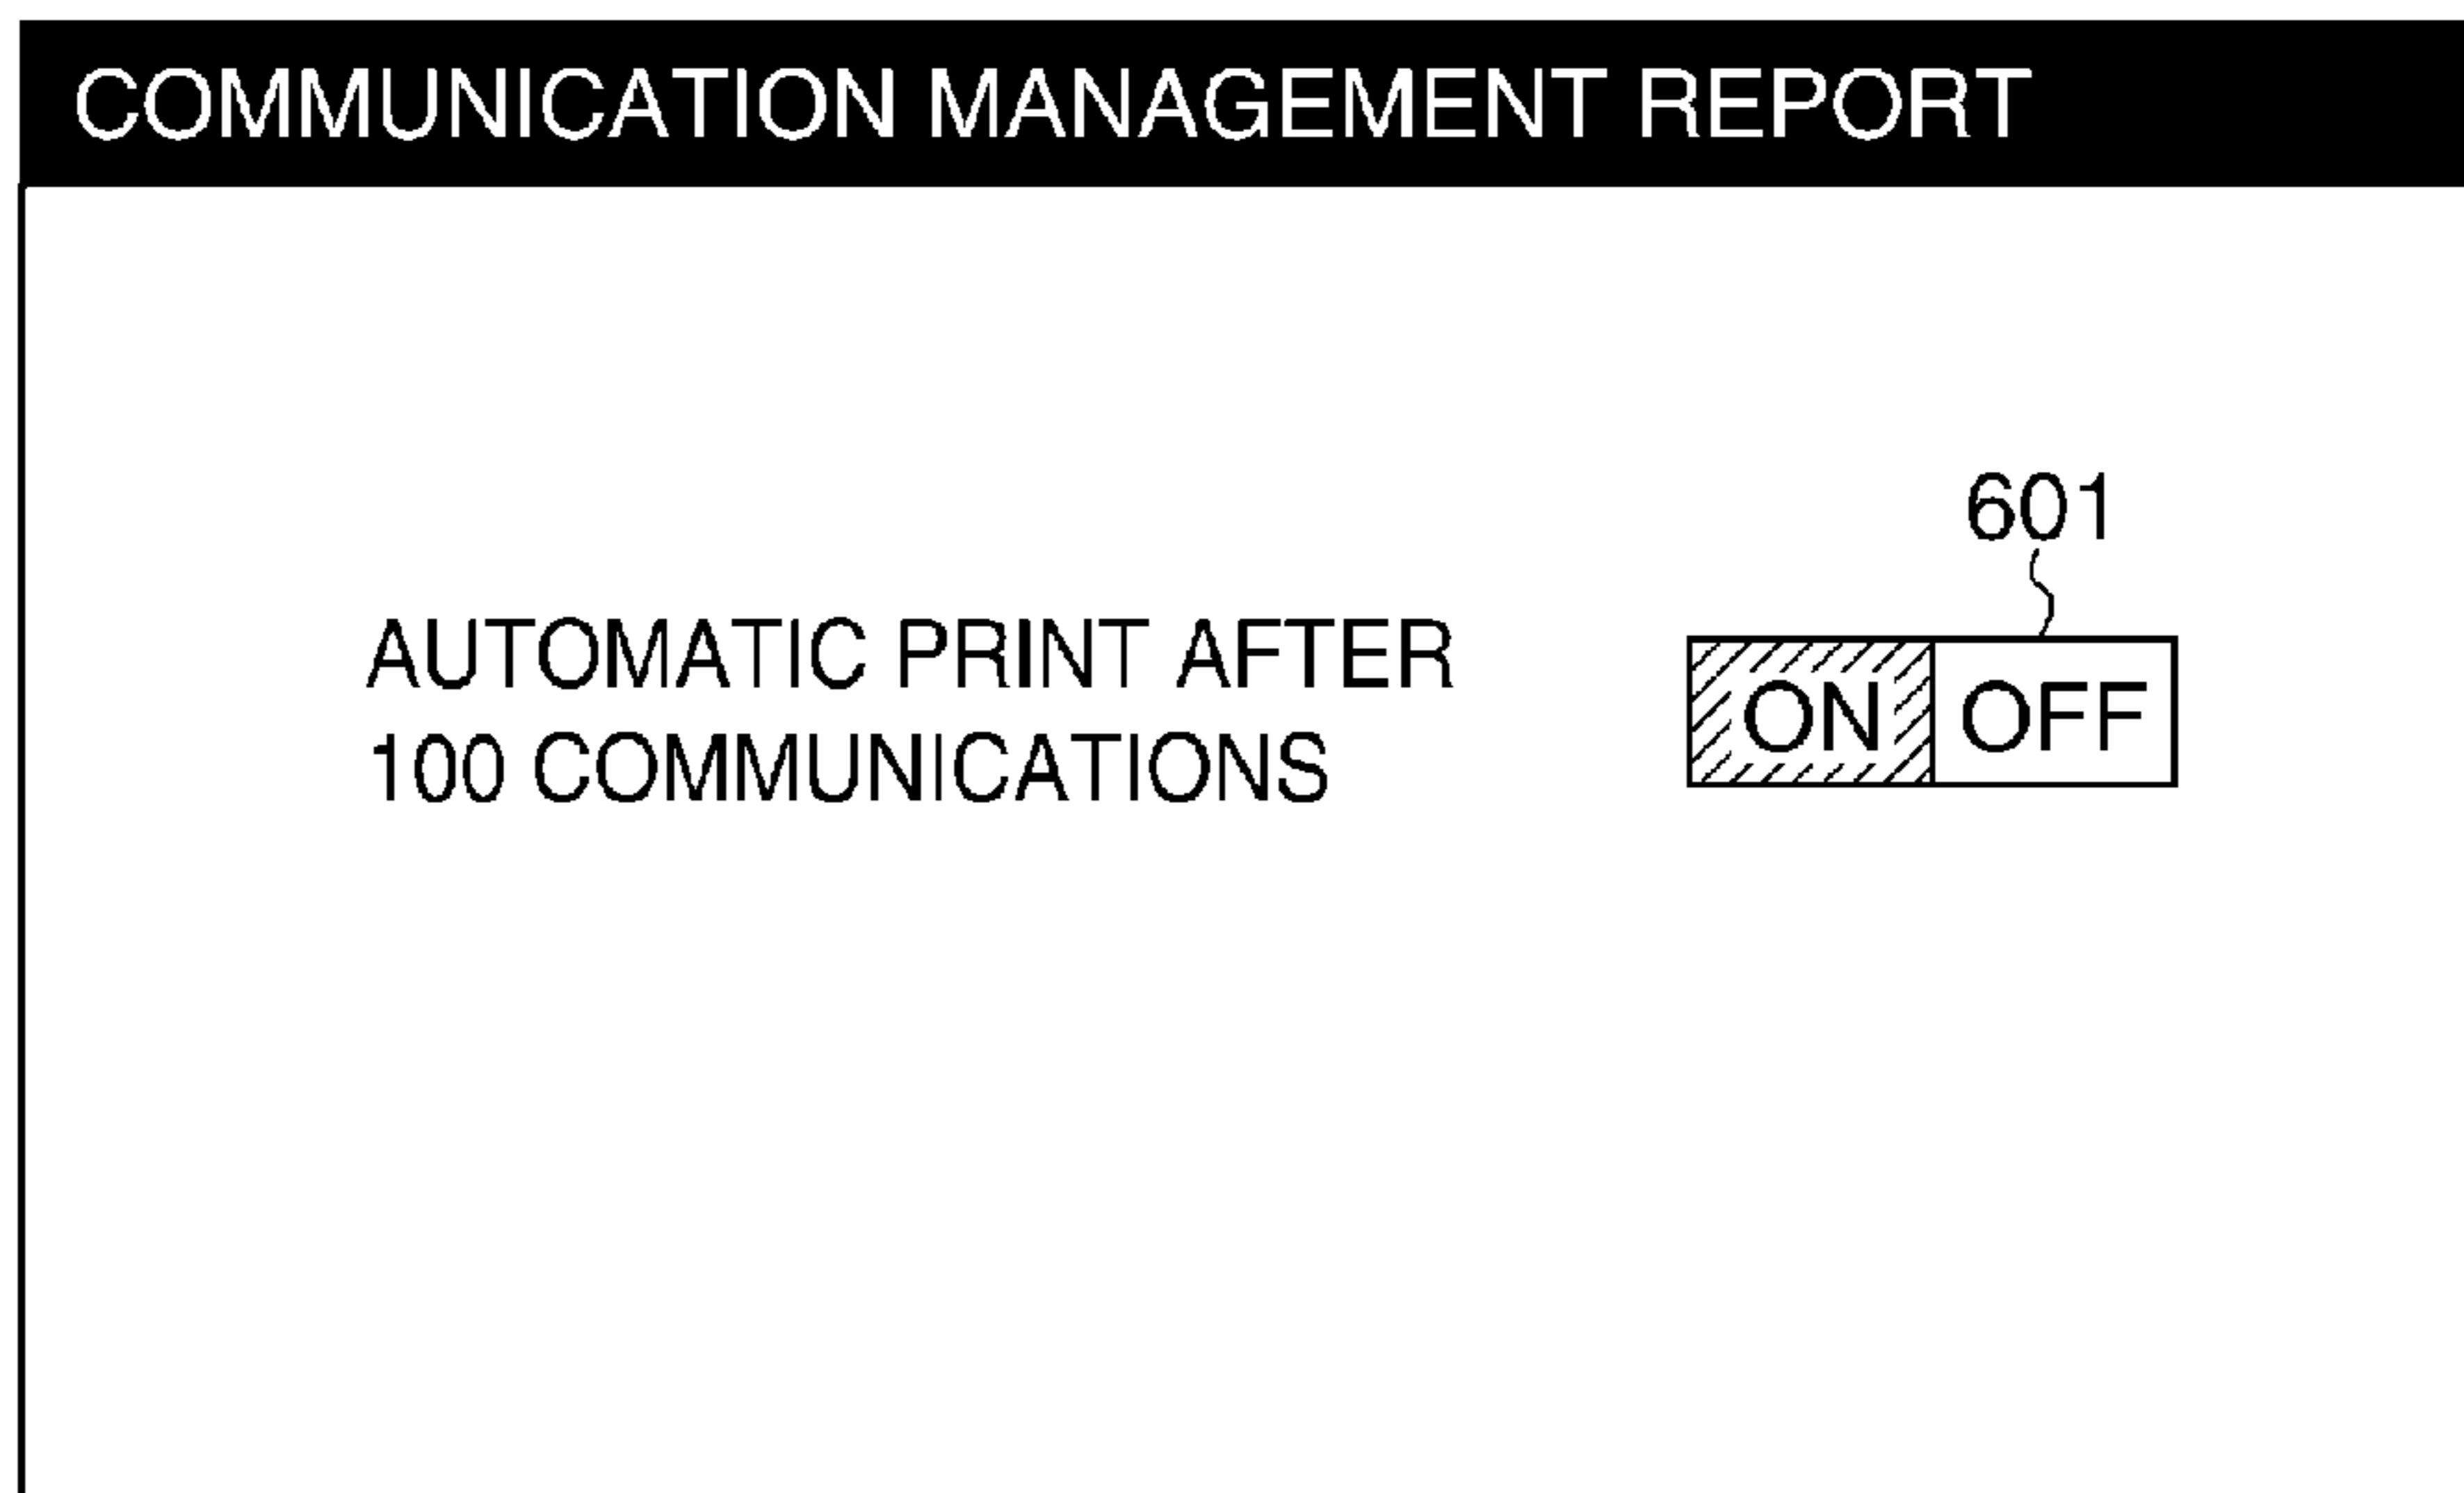 COMMUNICATION MANAGEMENT REPORT
601
AUTOMATIC PRINT AFTER
100 COMMUNICATIONS
ON OFF